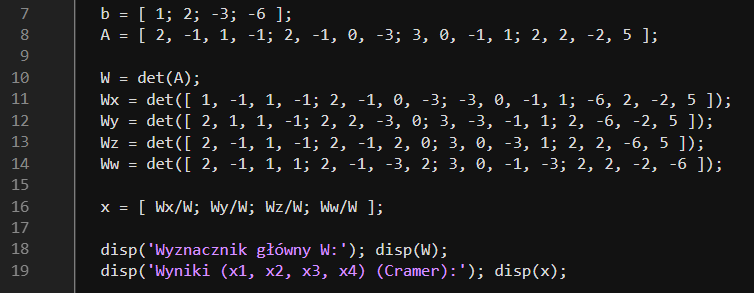 7 b = [ 1; 2; -3; -6 ];
8 A = [ 2, -1, 1, -1; 2, -1, 0, -3; 3, 0, -1, 1; 2, 2, -2, 5 ];
9
10 W = det(A);
11 Wx = det([ 1, -1, 1, -1; 2, -1, 0, -3; -3, 0, -1, 1; -6, 2, -2, 5 ]);
12 Wy = det([ 2, 1, 1, -1; 2, 2, -3, 0; 3, -3, -1, 1; 2, -6, -2, 5 ]);
13 Wz = det([ 2, -1, 1, -1; 2, -1, 2, 0; 3, 0, -3, 1; 2, 2, -6, 5 ]);
14 Ww = det([ 2, -1, 1, 1; 2, -1, -3, 2; 3, 0, -1, -3; 2, 2, -2, -6 ]);
15
16 x = [ Wx/W; Wy/W; Wz/W; Ww/W ];
17
18 disp('Wyznacznik główny W:'); disp(W);
19 disp('Wyniki (x1, x2, x3, x4) (Cramer):'); disp(x);